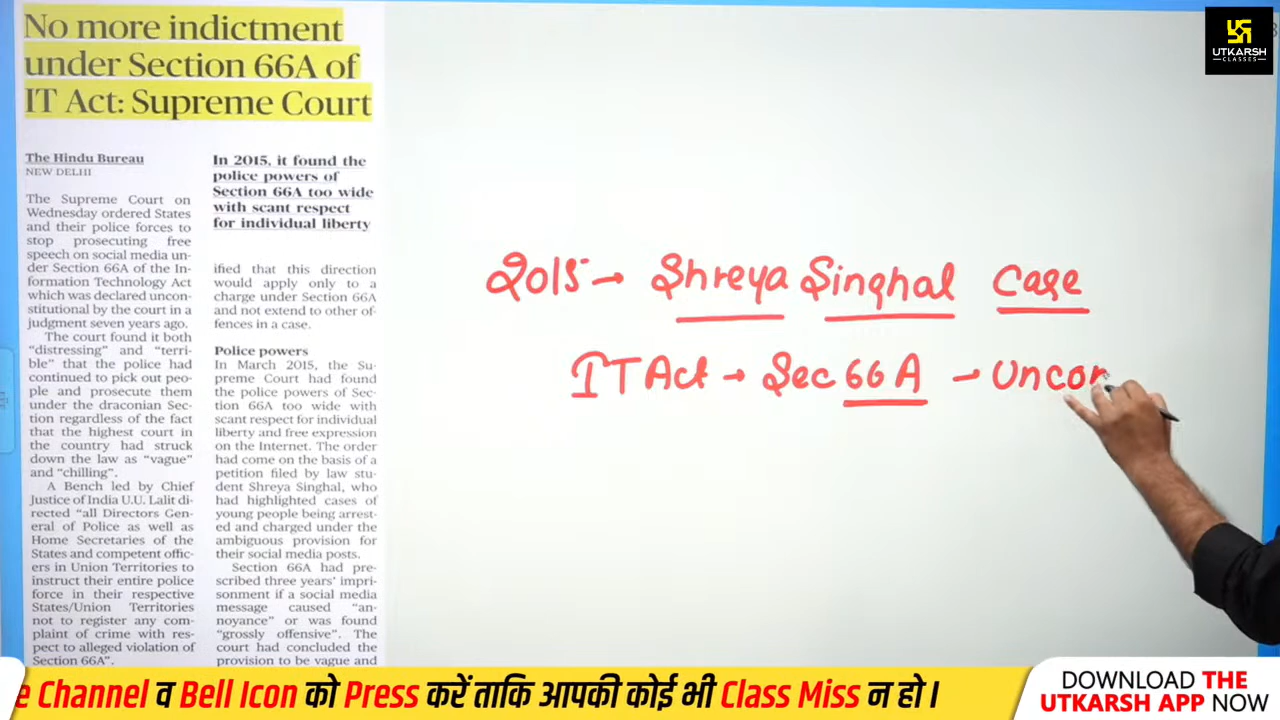 No more indictment
under Section 66A of
IT Act: Supreme Court
The Hindu Bureau
NEW DELHI
The Supreme Court on
Wednesday ordered States
and their police forces to
stop prosecuting free
speech on social media un-
der Section 66A of the In-
formation Technology Act
which was declared uncon-
stitutional by the court in a
judgment seven years ago.
The court found it both
“distressing” and “terri-
ble” that the police had
continued to pick out peo-
ple and prosecute them
under the draconian Sec-
tion regardless of the fact
that the highest court in
the country had struck
down the law as “vague”
and “chilling”.
A Bench led by Chief
Justice of India U.U. Lalit di-
rected “all Directors Gen-
eral of Police as well as
Home Secretaries of the
States and competent offic-
ers in Union Territories to
instruct their entire police
force in their respective
States/Union Territories
not to register any com-
plaint of crime with res-
pect to alleged violation of
Section 66A”.
In 2015, it found the
police powers of
Section 66A too wide
with scant respect
for individual liberty
ified that this direction
would apply only to a
charge under Section 66A
and not extend to other of-
fences in a case.
Police powers
In March 2015, the Su-
preme Court had found
the police powers of Sec-
tion 66A too wide with
scant respect for individual
liberty and free expression
on the Internet. The order
had come on the basis of a
petition filed by law stu-
dent Shreya Singhal, who
had highlighted cases of
young people being arrest-
ed and charged under the
ambiguous provision for
their social media posts.
Section 66A had pre-
scribed three years’ impri-
sonment if a social media
message caused “an-
noyance” or was found
“grossly offensive”. The
court had concluded the
provision to be vague and
2015 → Shreya Singhal Case
IT Act → Sec 66A → Uncon
UTKARSH
CLASSES
e Channel व Bell Icon को Press करें ताकि आपकी कोई भी Class Miss न हो ।
DOWNLOAD THE
UTKARSH APP NOW